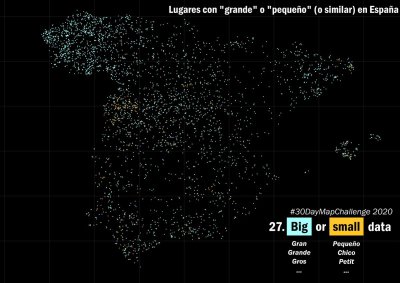 Lugares con "grande" o "pequeño" (o similar) en España
#30DayMapChallenge 2020
27. Big or small data
Gran Pequeño
Grande Chico
Gros Petit
... ...